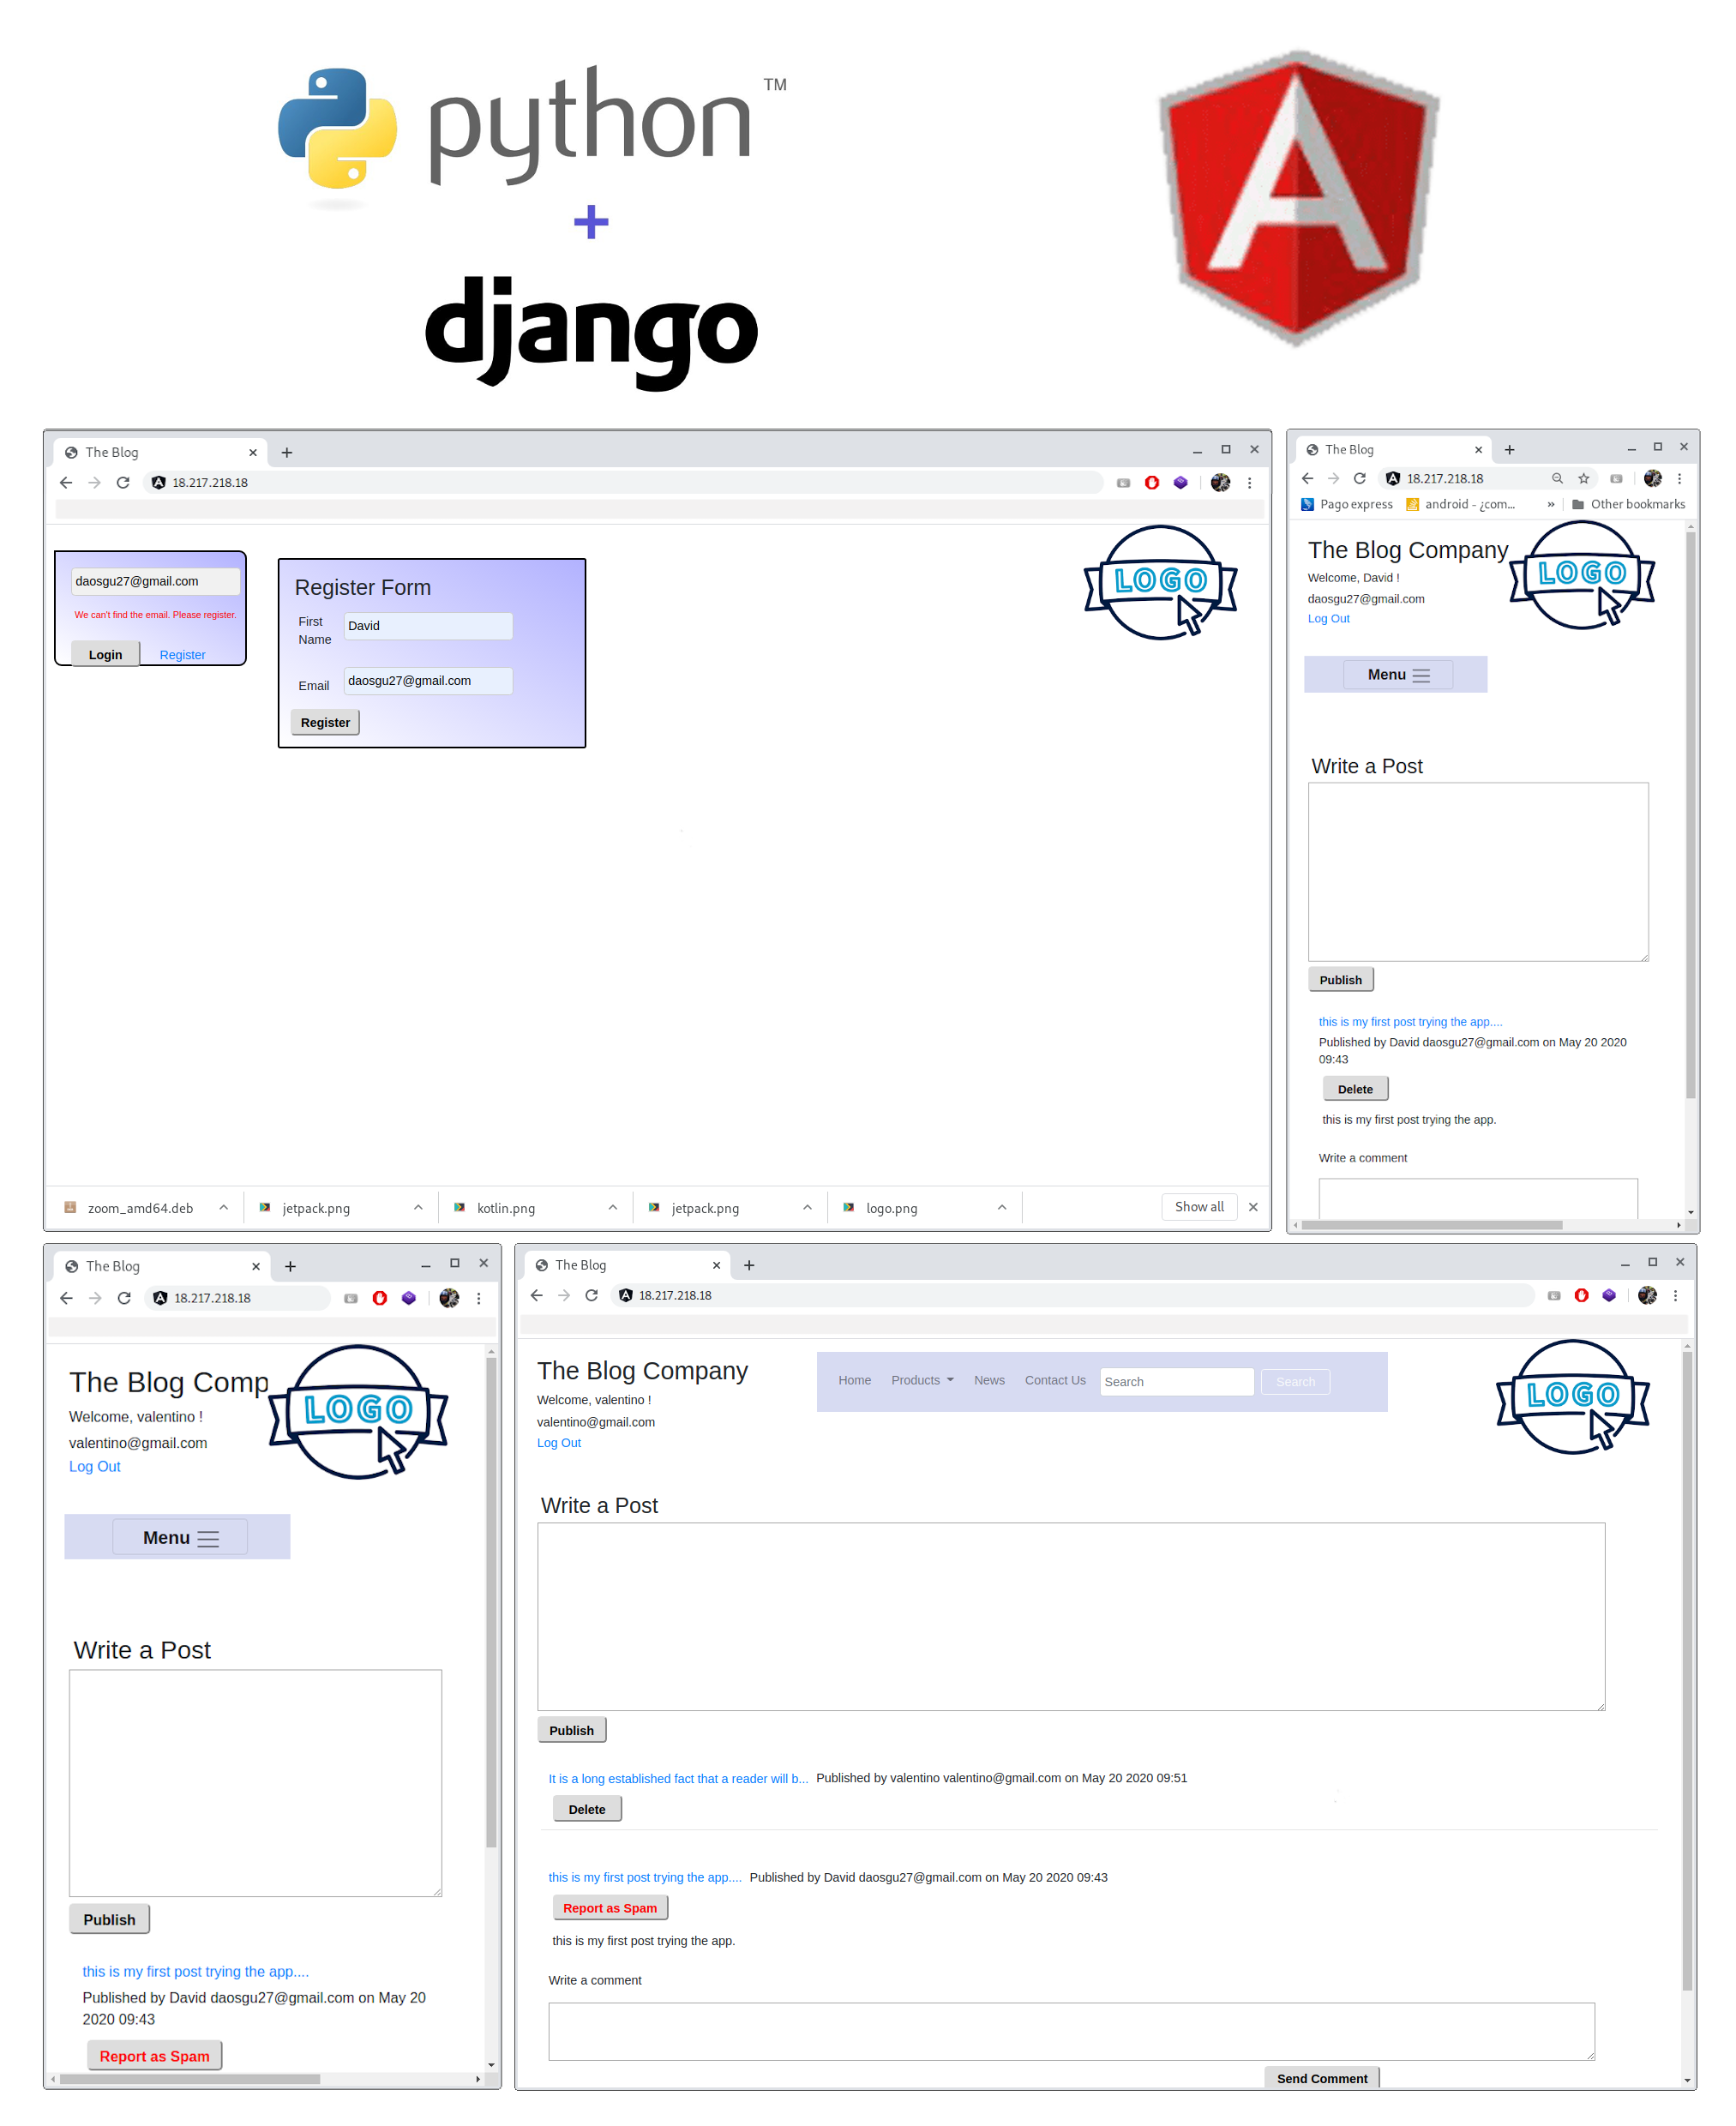 python TM
+
django
A
The Blog
18.217.218.18
daosgu27@gmail.com
We can't find the email. Please register.
Login Register
Register Form
First
Name
David
Email
daosgu27@gmail.com
Register
LOGO
zoom_amd64.deb
jetpack.png
kotlin.png
jetpack.png
logo.png
Show all
The Blog
18.217.218.18
Pago express
android - ¿com...
»
Other bookmarks
The Blog Company
LOGO
Welcome, David !
daosgu27@gmail.com
Log Out
Menu
Write a Post
Publish
this is my first post trying the app....
Published by David daosgu27@gmail.com on May 20 2020
09:43
Delete
this is my first post trying the app.
Write a comment
The Blog
18.217.218.18
The Blog Comp
LOGO
Welcome, valentino !
valentino@gmail.com
Log Out
Menu
Write a Post
Publish
this is my first post trying the app....
Published by David daosgu27@gmail.com on May 20
2020 09:43
Report as Spam
The Blog
18.217.218.18
The Blog Company
Welcome, valentino !
valentino@gmail.com
Log Out
Home Products News Contact Us Search Search
LOGO
Write a Post
Publish
It is a long established fact that a reader will b... Published by valentino valentino@gmail.com on May 20 2020 09:51
Delete
this is my first post trying the app.... Published by David daosgu27@gmail.com on May 20 2020 09:43
Report as Spam
this is my first post trying the app.
Write a comment
Send Comment